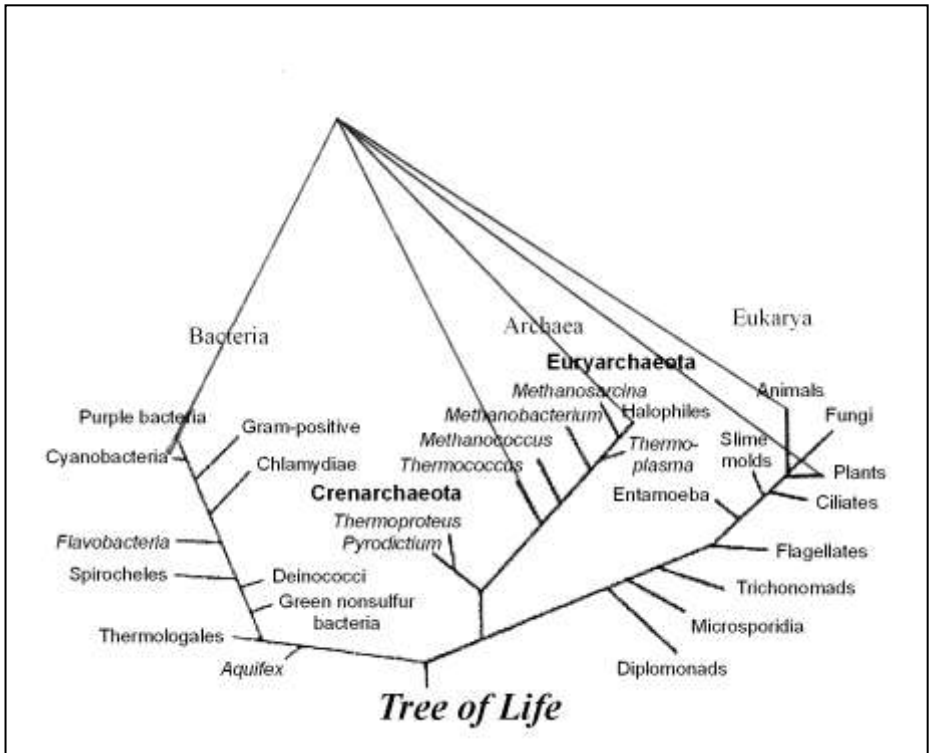 Eukarya
Archaea
Bacteria
Euryarchaeota
Methanosarcina
Animals
Purple bacteria
Methanobacterium
Halophiles
Fungi
Gram-positive
Methanococcus
Thermo-
plasma
Slime
molds
Cyanobacteria
Chlamydiae
Thermococcus
Plants
Crenarchaeota
Entamoeba
Ciliates
Thermoproteus
Pyrodictium
Flavobacteria
Flagellates
Spirocheles
Deinococci
Trichonomads
Green nonsulfur
bacteria
Microsporidia
Thermologales
Aquifex
Diplomonads
Tree of Life